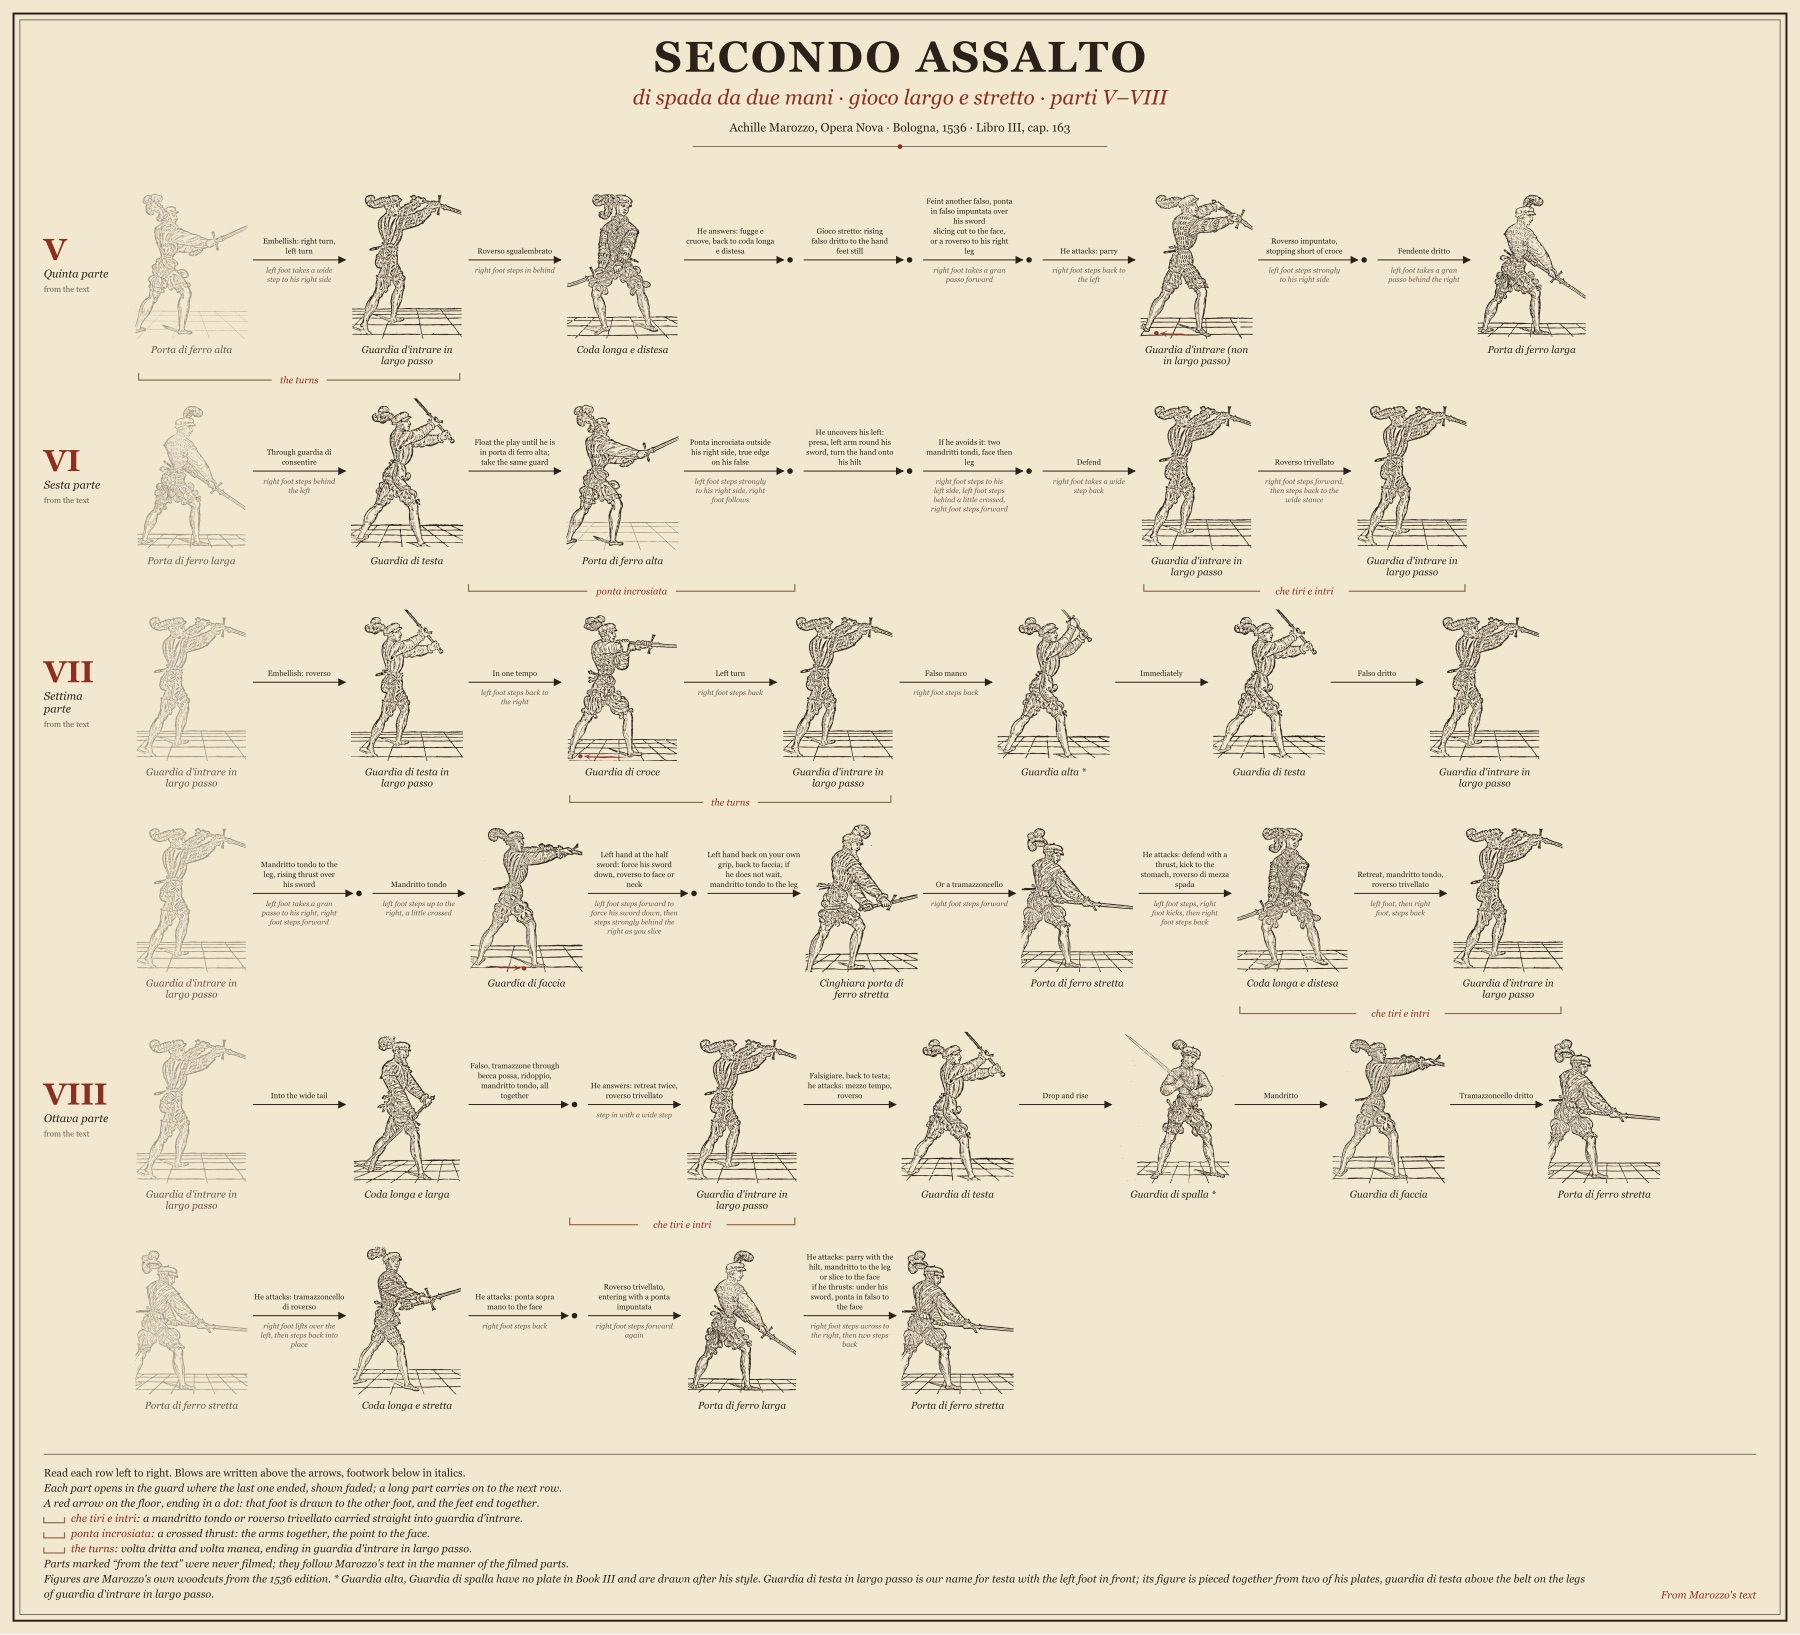 SECONDO ASSALTO
di spada da due mani · gioco largo e stretto · parti V–VIII
Achille Marozzo, Opera Nova · Bologna, 1536 · Libro III, cap. 163
V
Quinta parte
from the text
Porta di ferro alta
Embellish: right turn,
left turn
left foot takes a wide
step to his right side
Guardia d'intrare in
largo passo
Roverso sgualembrato
right foot steps in behind
Coda longa e distesa
He answers: fugge e
cruove, back to coda longa
e distesa
Gioco stretto: rising
falso dritto to the hand
feet still
Feint another falso, ponta
in falso impuntata over
his sword
slicing cut to the face,
or a roverso to his right
leg
right foot takes a gran
passo forward
He attacks: parry
right foot steps back to
the left
Guardia d'intrare (non
in largo passo)
Roverso impuntato,
stopping short of croce
left foot steps strongly
to his right side
Fendente dritto
left foot takes a gran
passo behind the right
Porta di ferro larga
the turns
VI
Sesta parte
from the text
Porta di ferro larga
Through guardia di
consentire
right foot steps behind
the left
Guardia di testa
Float the play until he is
in porta di ferro alta;
take the same guard
Porta di ferro alta
Ponta incrociata outside
his right side, true edge
on his false
left foot steps strongly
to his right side, right
foot follows
He uncovers his left:
presa, left arm round his
sword, turn the hand onto
his hilt
If he avoids it: two
mandritti tondi, face then
leg
right foot steps to his
left side, left foot steps
behind a little crossed,
right foot steps forward
Defend
right foot takes a wide
step back
Guardia d'intrare in
largo passo
Roverso trivellato
right foot steps forward,
then steps back to the
wide stance
Guardia d'intrare in
largo passo
ponta incrosiata
che tiri e intri
VII
Settima
parte
from the text
Guardia d'intrare in
largo passo
Embellish: roverso
Guardia di testa in
largo passo
In one tempo
left foot steps back to
the right
Guardia di croce
Left turn
right foot steps back
Guardia d'intrare in
largo passo
Falso manco
right foot steps back
Guardia alta *
Immediately
Guardia di testa
Falso dritto
Guardia d'intrare in
largo passo
the turns
Guardia d'intrare in
largo passo
Mandritto tondo to the
leg, rising thrust over
his sword
left foot takes a gran
passo to his right, right
foot steps forward
Mandritto tondo
left foot steps up to the
right, a little crossed
Guardia di faccia
Left hand at the half
sword: force his sword
down, roverso to face or
neck
left foot steps forward to
force his sword down, then
steps strongly behind the
right as you slice
Left hand back on your own
grip, back to faccia; if
he does not wait,
mandritto tondo to the leg
Cinghiara porta di
ferro stretta
Or a tramazzoncello
right foot steps forward
Porta di ferro stretta
He attacks: defend with a
thrust, kick to the
stomach, roverso di mezza
spada
left foot steps, right
foot kicks, then right
foot steps back
Coda longa e distesa
Retreat, mandritto tondo,
roverso trivellato
left foot, then right
foot, steps back
Guardia d'intrare in
largo passo
che tiri e intri
VIII
Ottava parte
from the text
Guardia d'intrare in
largo passo
Into the wide tail
Coda longa e larga
Falso, tramazzone through
becca possa, ridoppio,
mandritto tondo, all
together
He answers: retreat twice,
roverso trivellato
step in with a wide step
Guardia d'intrare in
largo passo
Falsigiare, back to testa;
he attacks: mezzo tempo,
roverso
Guardia di testa
Drop and rise
Guardia di spalla *
Mandritto
Guardia di faccia
Tramazzoncello dritto
Porta di ferro stretta
che tiri e intri
Porta di ferro stretta
He attacks: tramazzoncello
di roverso
right foot lifts over the
left, then steps back into
place
Coda longa e stretta
He attacks: ponta sopra
mano to the face
right foot steps back
Roverso trivellato,
entering with a ponta
impuntata
right foot steps forward
again
Porta di ferro larga
He attacks: parry with the
hilt, mandritto to the leg
or slice to the face
if he thrusts: under his
sword, ponta in falso to
the face
right foot steps across to
the right, then two steps
back
Porta di ferro stretta
Read each row left to right. Blows are written above the arrows, footwork below in italics.
Each part opens in the guard where the last one ended, shown faded; a long part carries on to the next row.
A red arrow on the floor, ending in a dot: that foot is drawn to the other foot, and the feet end together.
che tiri e intri: a mandritto tondo or roverso trivellato carried straight into guardia d'intrare.
ponta incrosiata: a crossed thrust: the arms together, the point to the face.
the turns: volta dritta and volta manca, ending in guardia d'intrare in largo passo.
Parts marked “from the text” were never filmed; they follow Marozzo's text in the manner of the filmed parts.
Figures are Marozzo's own woodcuts from the 1536 edition. * Guardia alta, Guardia di spalla have no plate in Book III and are drawn after his style. Guardia di testa in largo passo is our name for testa with the left foot in front; its figure is pieced together from two of his plates, guardia di testa above the belt on the legs
of guardia d'intrare in largo passo.
From Marozzo's text